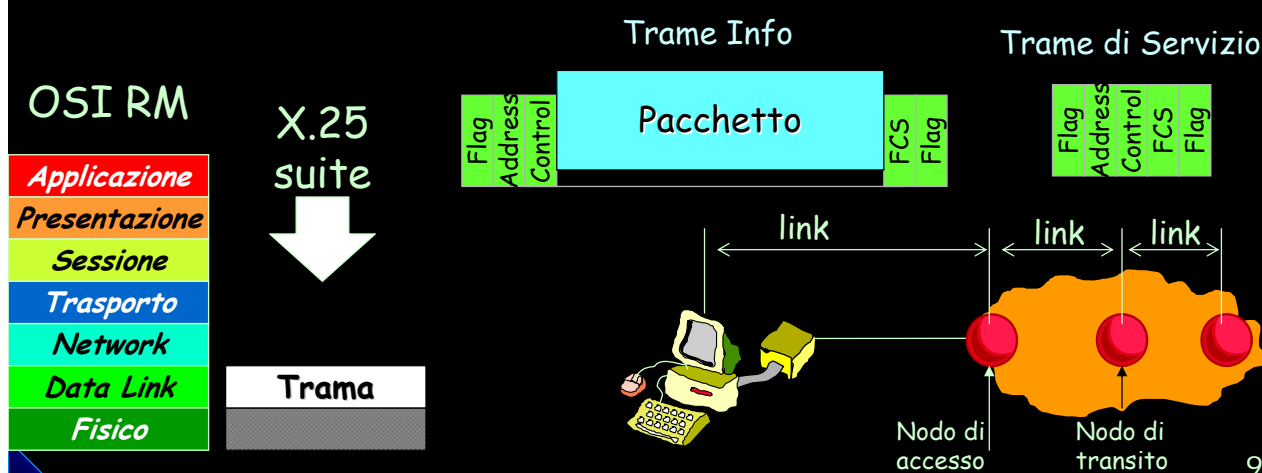 Trame Info
Trame di Servizio
OSI RM
X.25
suite
Flag
Address
Control
Pacchetto
FCS
Flag
Flag
Address
Control
FCS
Flag
Applicazione
Presentazione
Sessione
Trasporto
Network
Data Link
Fisico
Trama
link
link
link
Nodo di
accesso
Nodo di
transito
9